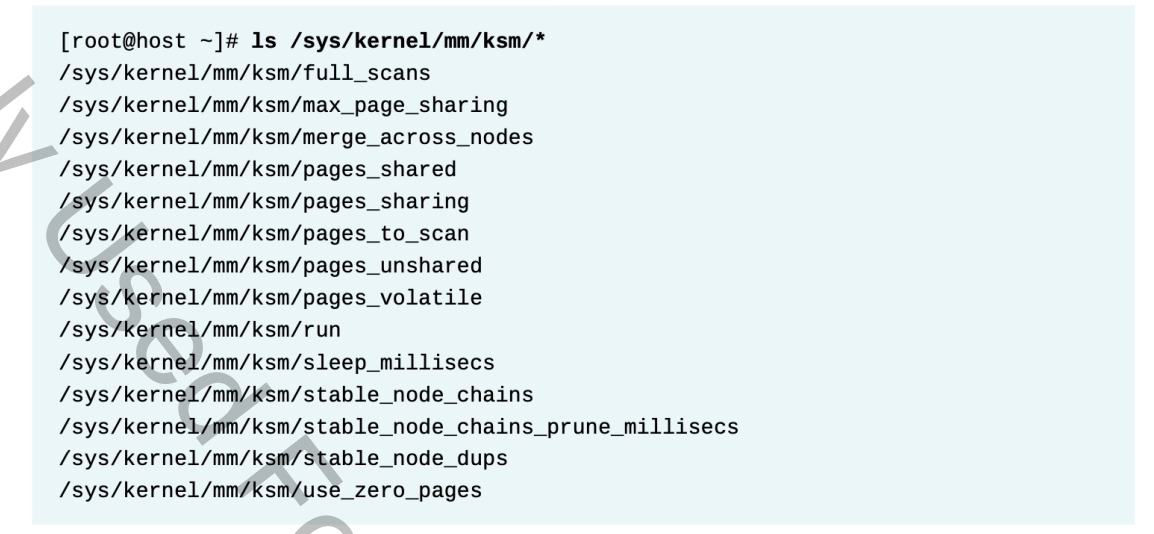 [root@host ~]# ls /sys/kernel/mm/ksm/*
/sys/kernel/mm/ksm/full_scans
/sys/kernel/mm/ksm/max_page_sharing
/sys/kernel/mm/ksm/merge_across_nodes
/sys/kernel/mm/ksm/pages_shared
/sys/kernel/mm/ksm/pages_sharing
/sys/kernel/mm/ksm/pages_to_scan
/sys/kernel/mm/ksm/pages_unshared
/sys/kernel/mm/ksm/pages_volatile
/sys/kernel/mm/ksm/run
/sys/kernel/mm/ksm/sleep_millisecs
/sys/kernel/mm/ksm/stable_node_chains
/sys/kernel/mm/ksm/stable_node_chains_prune_millisecs
/sys/kernel/mm/ksm/stable_node_dups
/sys/kernel/mm/ksm/use_zero_pages
Used